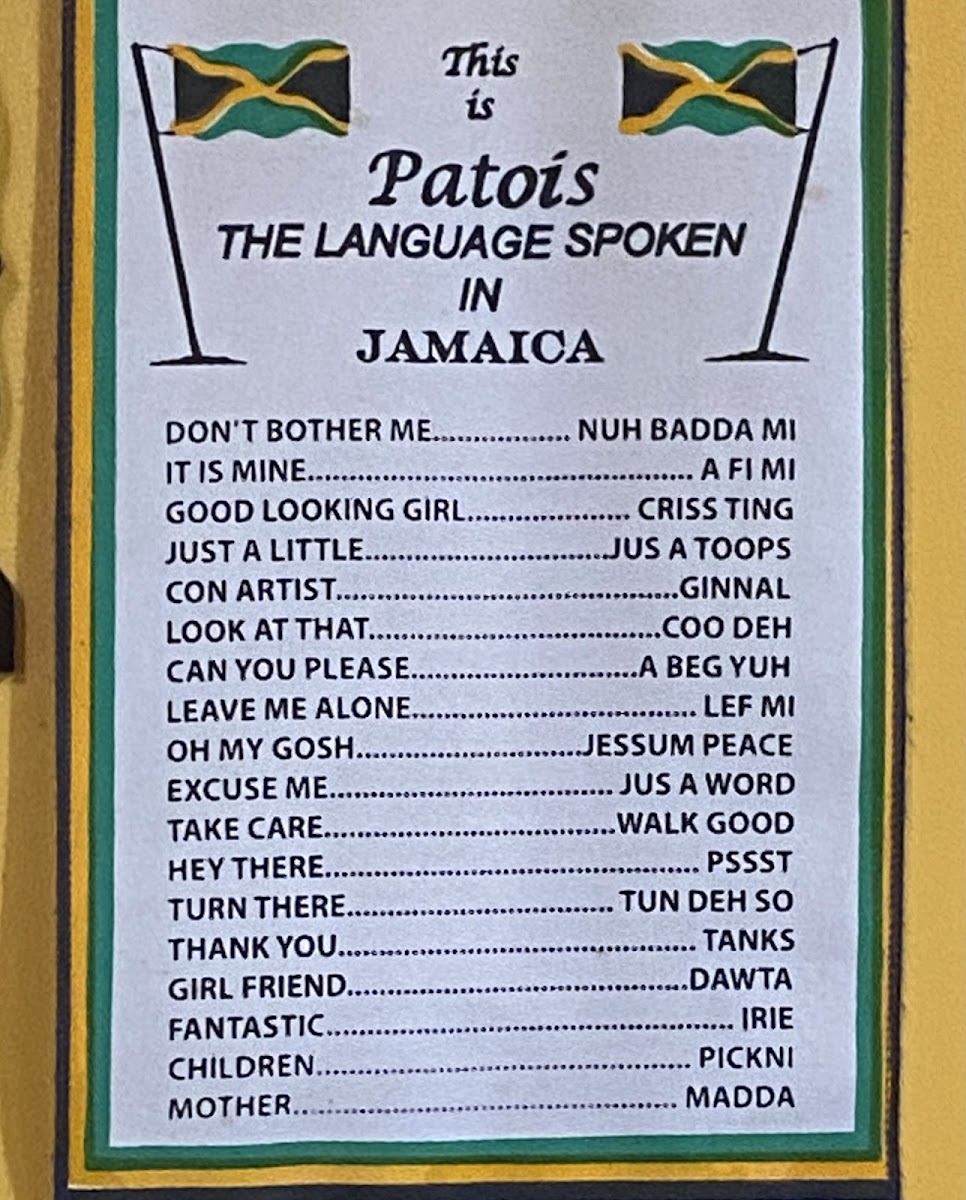 This
is
Patois
THE LANGUAGE SPOKEN
IN
JAMAICA
DON'T BOTHER ME................. NUH BADDA MI
IT IS MINE................................................ A FI MI
GOOD LOOKING GIRL.................... CRISS TING
JUST A LITTLE..............................JUS A TOOPS
CON ARTIST...........................................GINNAL
LOOK AT THAT....................................COO DEH
CAN YOU PLEASE............................A BEG YUH
LEAVE ME ALONE................................... LEF MI
OH MY GOSH............................JESSUM PEACE
EXCUSE ME................................... JUS A WORD
TAKE CARE....................................WALK GOOD
HEY THERE.............................................. PSSST
TURN THERE................................. TUN DEH SO
THANK YOU............................................ TANKS
GIRL FRIEND..........................................DAWTA
FANTASTIC.................................................. IRIE
CHILDREN.............................................. PICKNI
MOTHER............................................... MADDA